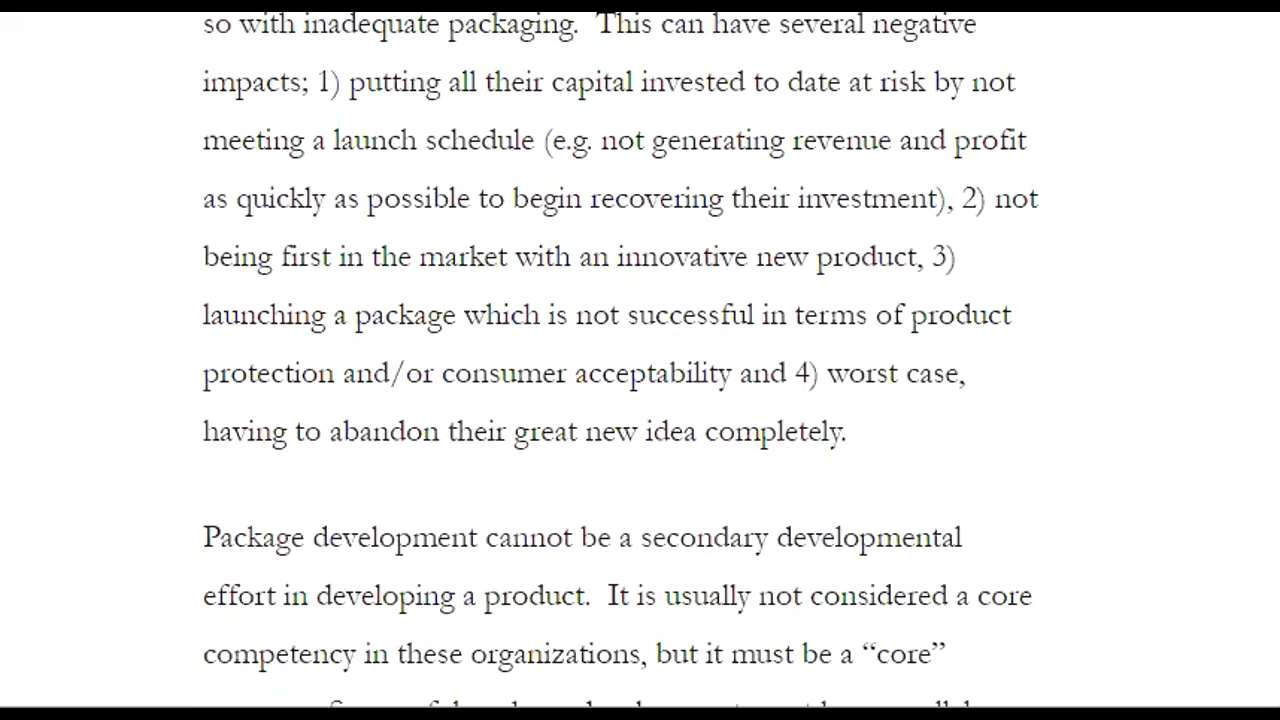 so with inadequate packaging.  This can have several negative
impacts; 1) putting all their capital invested to date at risk by not
meeting a launch schedule (e.g. not generating revenue and profit
as quickly as possible to begin recovering their investment), 2) not
being first in the market with an innovative new product, 3)
launching a package which is not successful in terms of product
protection and/or consumer acceptability and 4) worst case,
having to abandon their great new idea completely.
Package development cannot be a secondary developmental
effort in developing a product.  It is usually not considered a core
competency in these organizations, but it must be a “core”